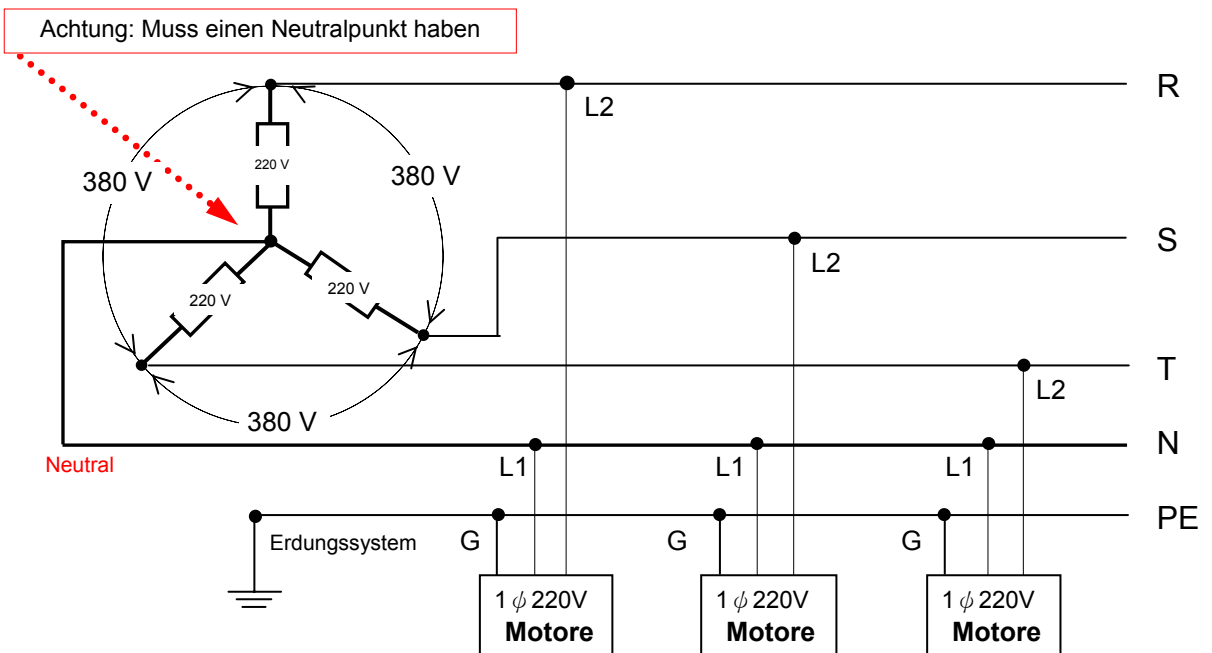 Achtung: Muss einen Neutralpunkt haben
R
L2
220 V
380 V
380 V
S
L2
220 V
220 V
T
L2
380 V
N
Neutral
L1
L1
L1
PE
Erdungssystem
G
G
G
1 ϕ 220V
Motore
1 ϕ 220V
Motore
1 ϕ 220V
Motore